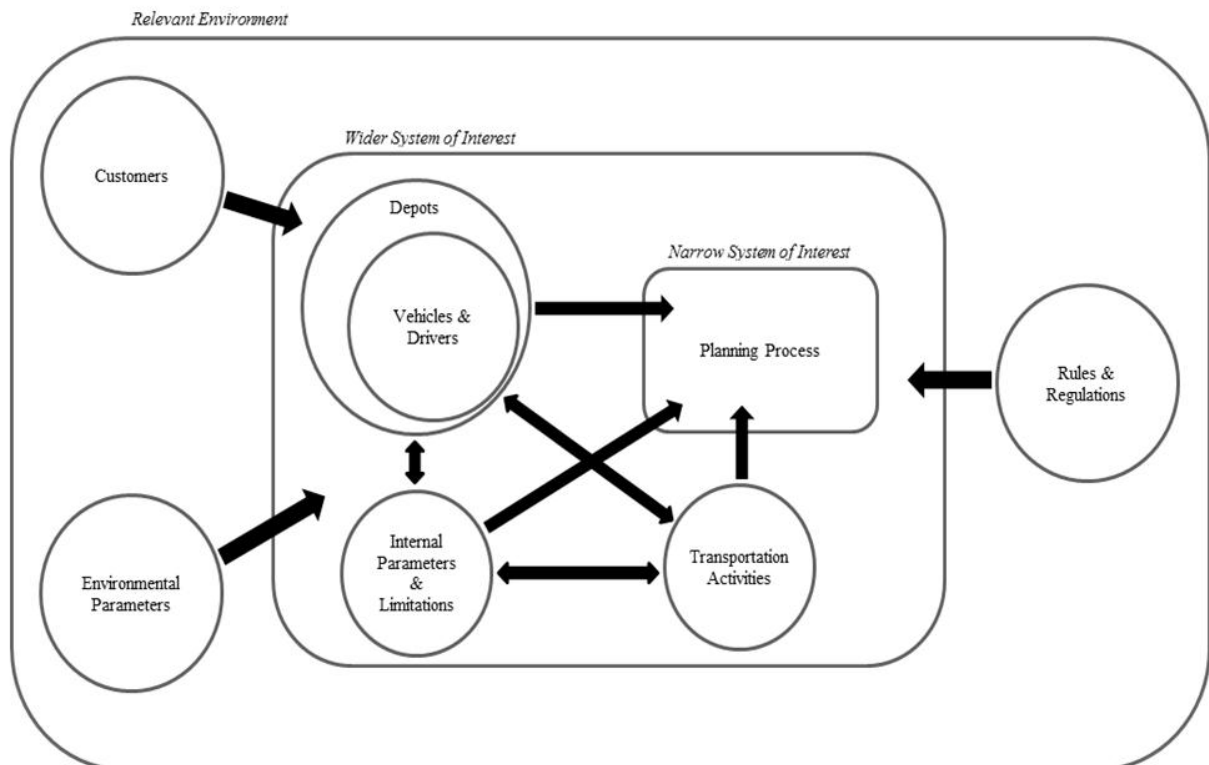 Relevant Environment
Wider System of Interest
Customers
Depots
Narrow System of Interest
Vehicles &
Drivers
Planning Process
Rules &
Regulations
Internal
Parameters
&
Limitations
Transportation
Activities
Environmental
Parameters